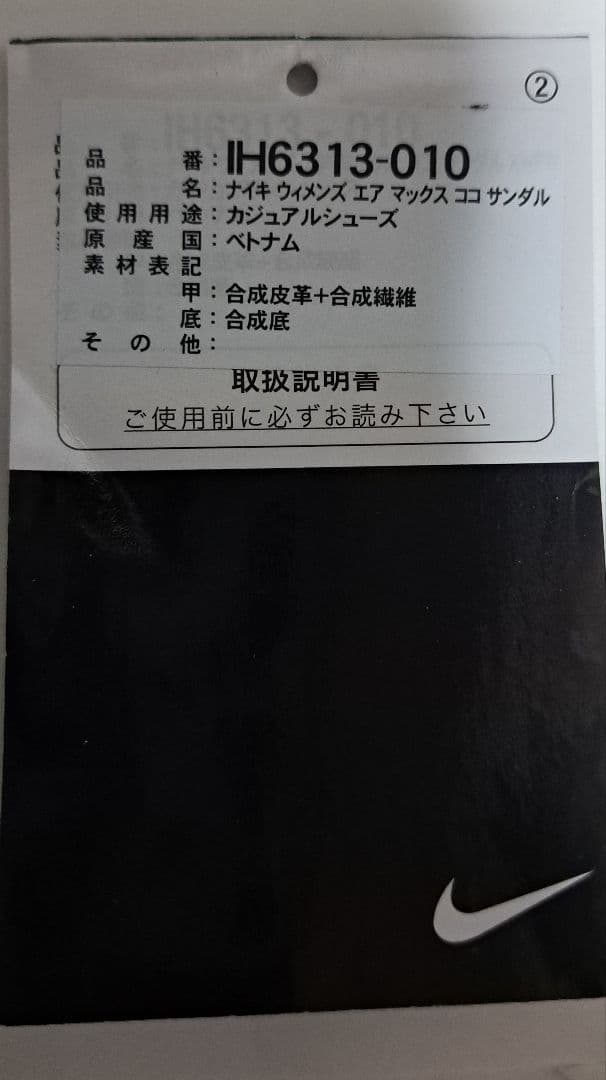 ②
品番：IH6313-010
品名：ナイキ ウィメンズ エア マックス ココ サンダル
使用用途：カジュアルシューズ
原産国：ベトナム
素材表記
甲：合成皮革+合成繊維
底：合成底
その他：
取扱説明書
ご使用前に必ずお読み下さい